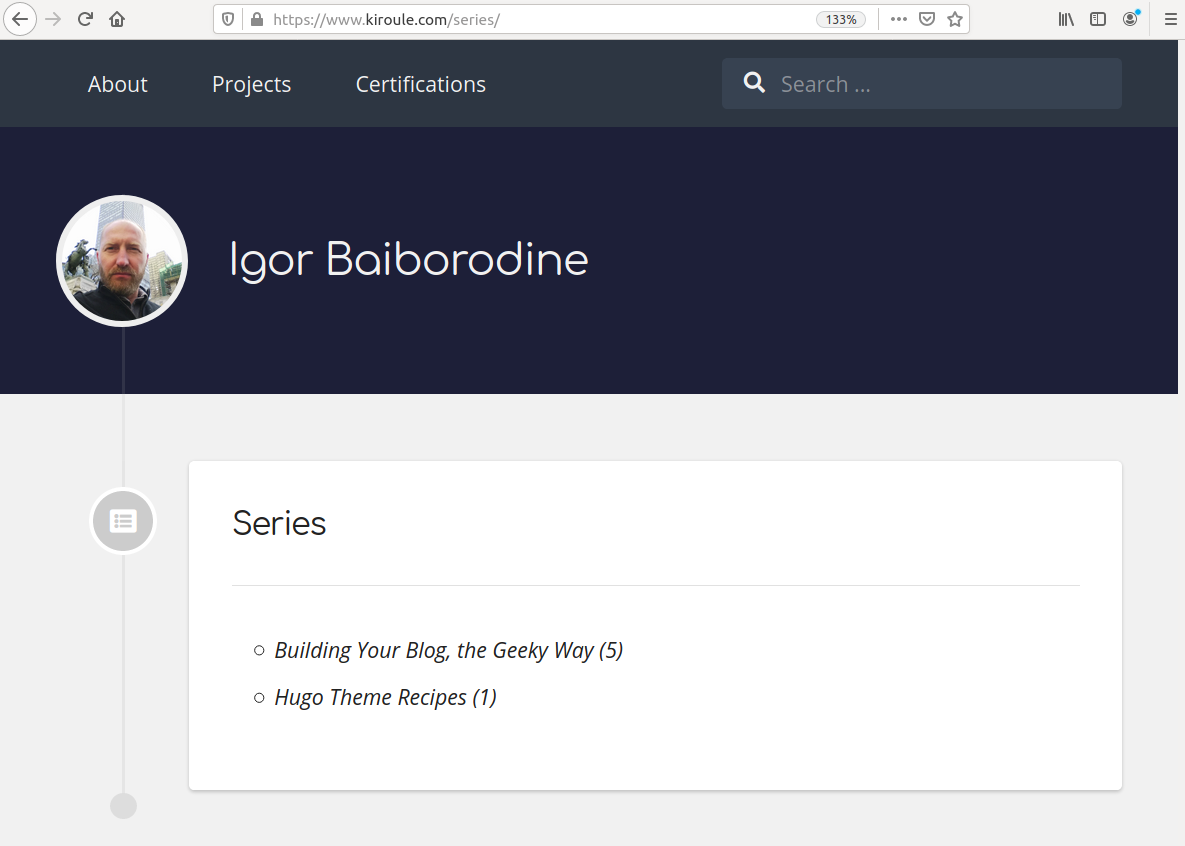 https://www.kiroule.com/series/ 133%
About Projects Certifications Search ...
Igor Baiborodine
Series
Building Your Blog, the Geeky Way (5)
Hugo Theme Recipes (1)